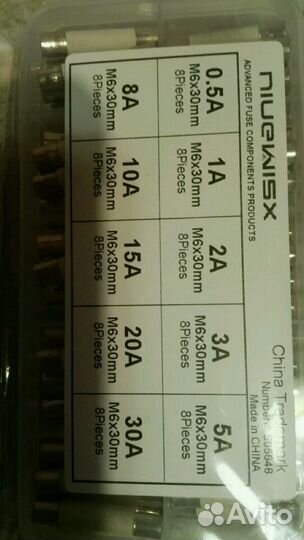 niuewisx
ADVANCED FUSE COMPONENTS PRODUCTS
China Trademark
Made in CHINA
0.5A
M6x30mm
8Pieces
1A
M6x30mm
8Pieces
2A
M6x30mm
8Pieces
3A
M6x30mm
8Pieces
5A
M6x30mm
8Pieces
8A
M6x30mm
8Pieces
10A
M6x30mm
8Pieces
15A
M6x30mm
8Pieces
20A
M6x30mm
8Pieces
30A
M6x30mm
8Pieces
Avito